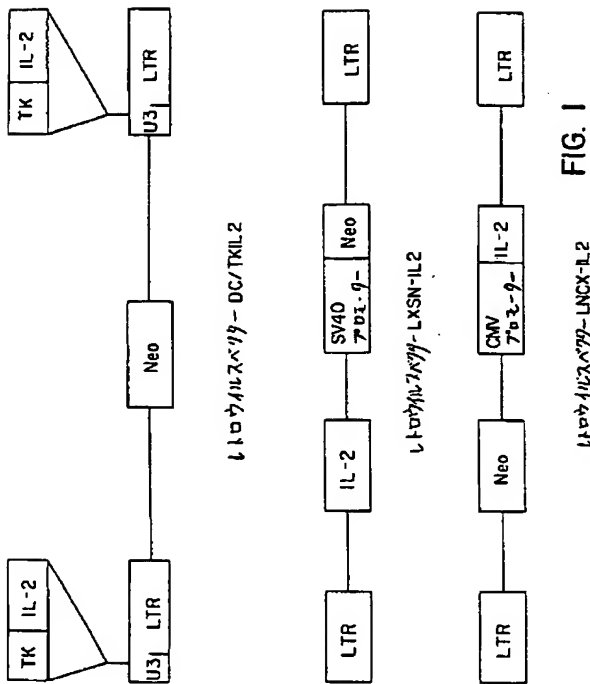 TK IL-2 TK IL-2
U3 LTR Neo U3 LTR
レトロウイルスベクター DC/TKIL2
LTR IL-2 SV40 プロモーター Neo LTR
レトロウイルスベクター LXSN-IL2
LTR Neo CMV プロモーター IL-2 LTR
レトロウイルスベクター LNCX-IL2
FIG. 1